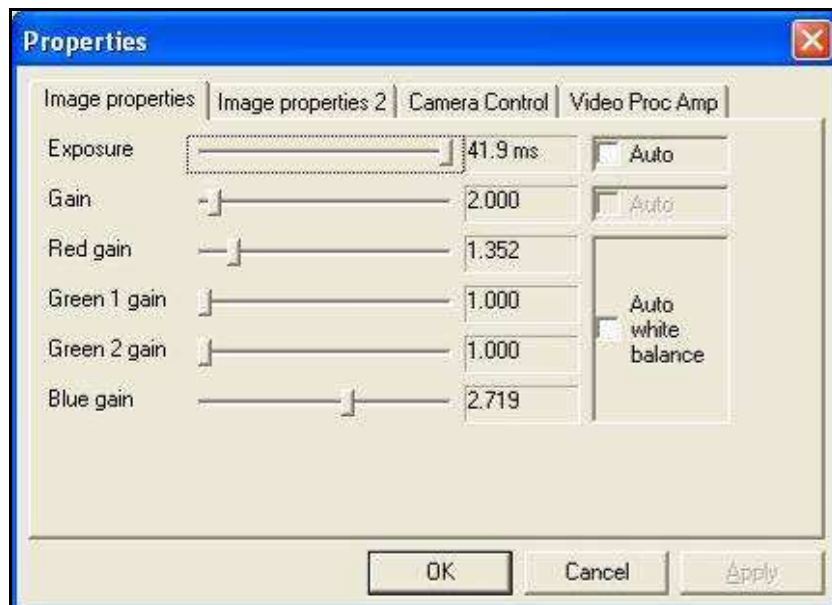 Properties
Image properties Image properties 2 Camera Control Video Proc Amp
Exposure 41.9 ms Auto
Gain 2.000 Auto
Red gain 1.352
Green 1 gain 1.000 Auto white balance
Green 2 gain 1.000
Blue gain 2.719
OK Cancel Apply